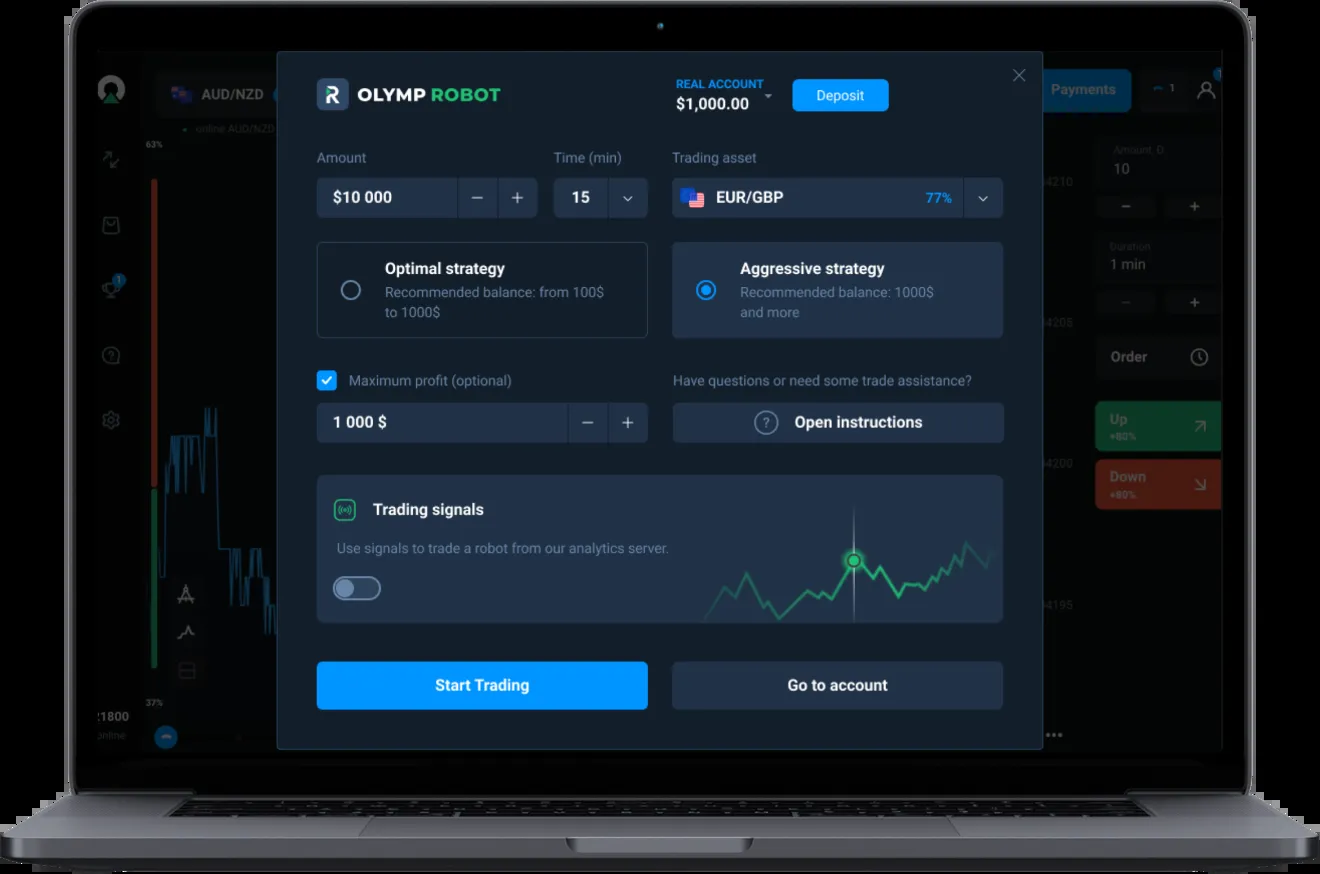 OLYMP ROBOT
REAL ACCOUNT
$1,000.00
Deposit
Amount
$10 000
Time (min)
15
Trading asset
EUR/GBP
77%
Optimal strategy
Recommended balance: from 100$
to 1000$
Aggressive strategy
Recommended balance: 1000$
and more
Maximum profit (optional)
1 000 $
Have questions or need some trade assistance?
? Open instructions
Trading signals
Use signals to trade a robot from our analytics server.
Start Trading
Go to account
AUD/NZD
online AUD/NZD
63%
37%
21800
online
Payments
1
1
Amount, D
10
Duration
1 min
Order
Up
+80%
Down
+80%
4210
4205
4200
4195